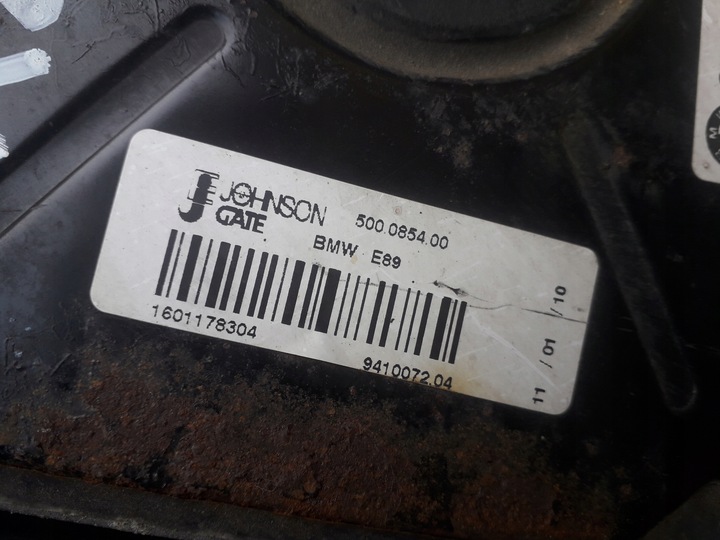 JOHNSON
GATE
500.0854.00
BMW E89
1601178304
9410072.04
11 / 01 / 10
M